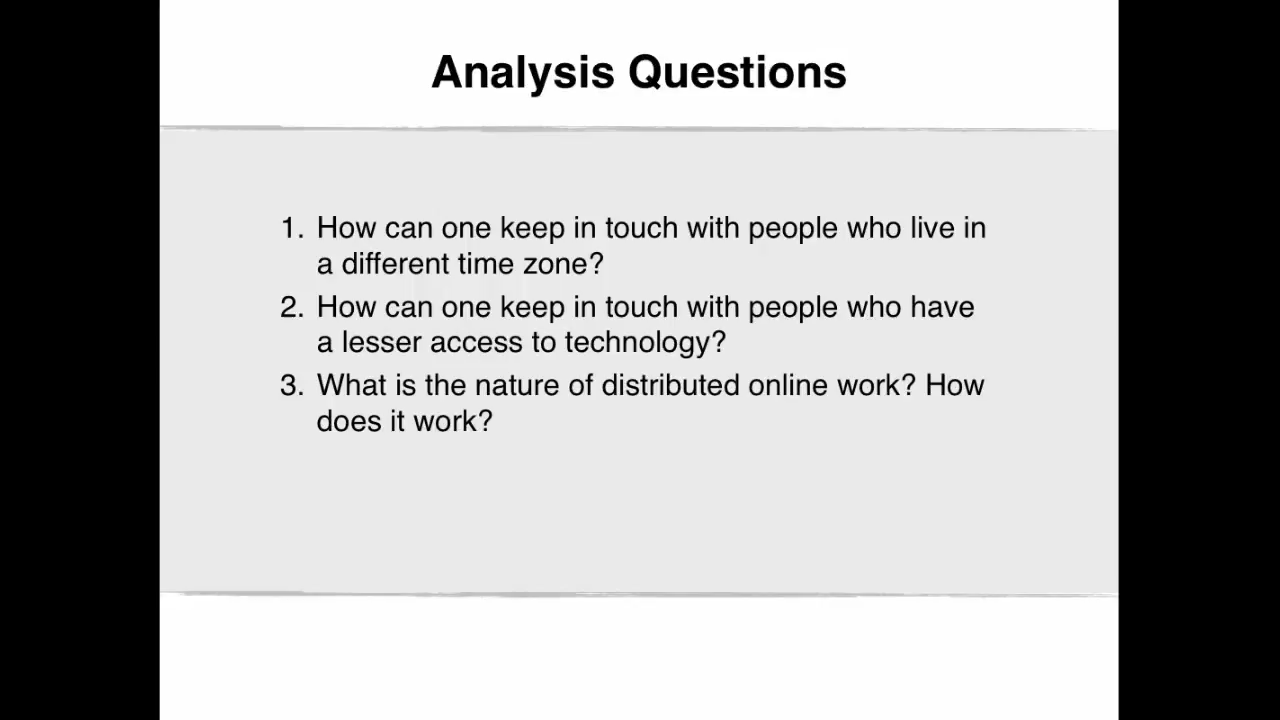 Analysis Questions
1. How can one keep in touch with people who live in
a different time zone?
2. How can one keep in touch with people who have
a lesser access to technology?
3. What is the nature of distributed online work? How
does it work?